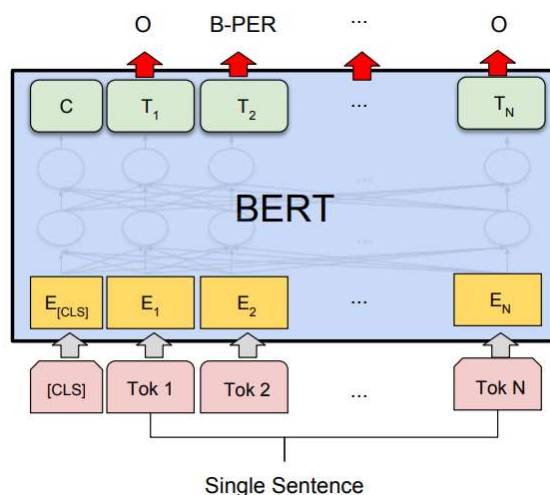 O B-PER ... O
C T1 T2 ... TN
...
BERT
...
E[CLS] E1 E2 ... EN
[CLS] Tok 1 Tok 2 ... Tok N
Single Sentence